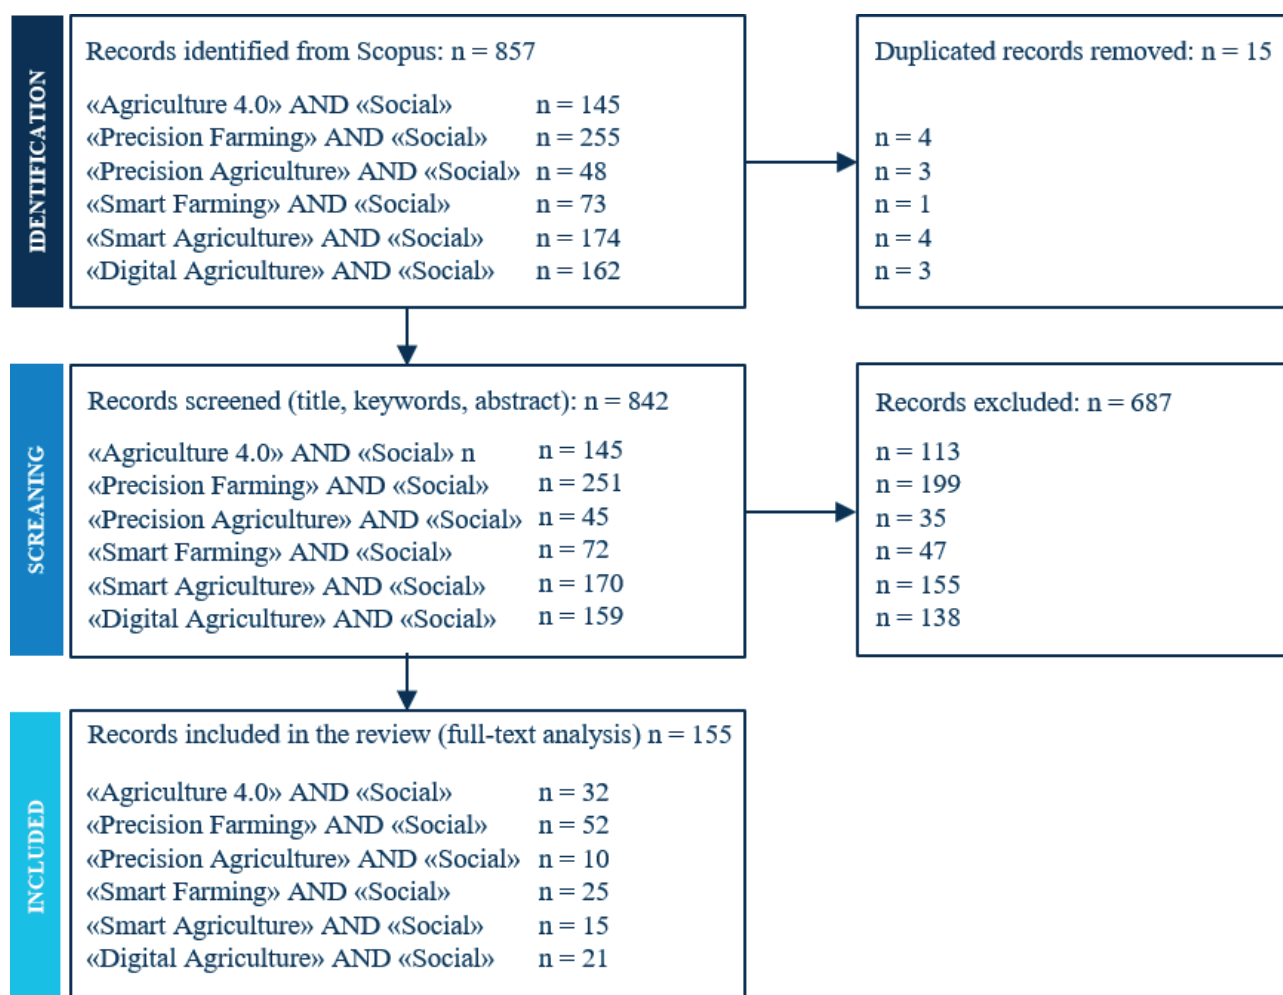 IDENTIFICATION
Records identified from Scopus: n = 857
«Agriculture 4.0» AND «Social» n = 145
«Precision Farming» AND «Social» n = 255
«Precision Agriculture» AND «Social» n = 48
«Smart Farming» AND «Social» n = 73
«Smart Agriculture» AND «Social» n = 174
«Digital Agriculture» AND «Social» n = 162
Duplicated records removed: n = 15
n = 4
n = 3
n = 1
n = 4
n = 3
SCREANING
Records screened (title, keywords, abstract): n = 842
«Agriculture 4.0» AND «Social» n n = 145
«Precision Farming» AND «Social» n = 251
«Precision Agriculture» AND «Social» n = 45
«Smart Farming» AND «Social» n = 72
«Smart Agriculture» AND «Social» n = 170
«Digital Agriculture» AND «Social» n = 159
Records excluded: n = 687
n = 113
n = 199
n = 35
n = 47
n = 155
n = 138
INCLUDED
Records included in the review (full-text analysis) n = 155
«Agriculture 4.0» AND «Social» n = 32
«Precision Farming» AND «Social» n = 52
«Precision Agriculture» AND «Social» n = 10
«Smart Farming» AND «Social» n = 25
«Smart Agriculture» AND «Social» n = 15
«Digital Agriculture» AND «Social» n = 21